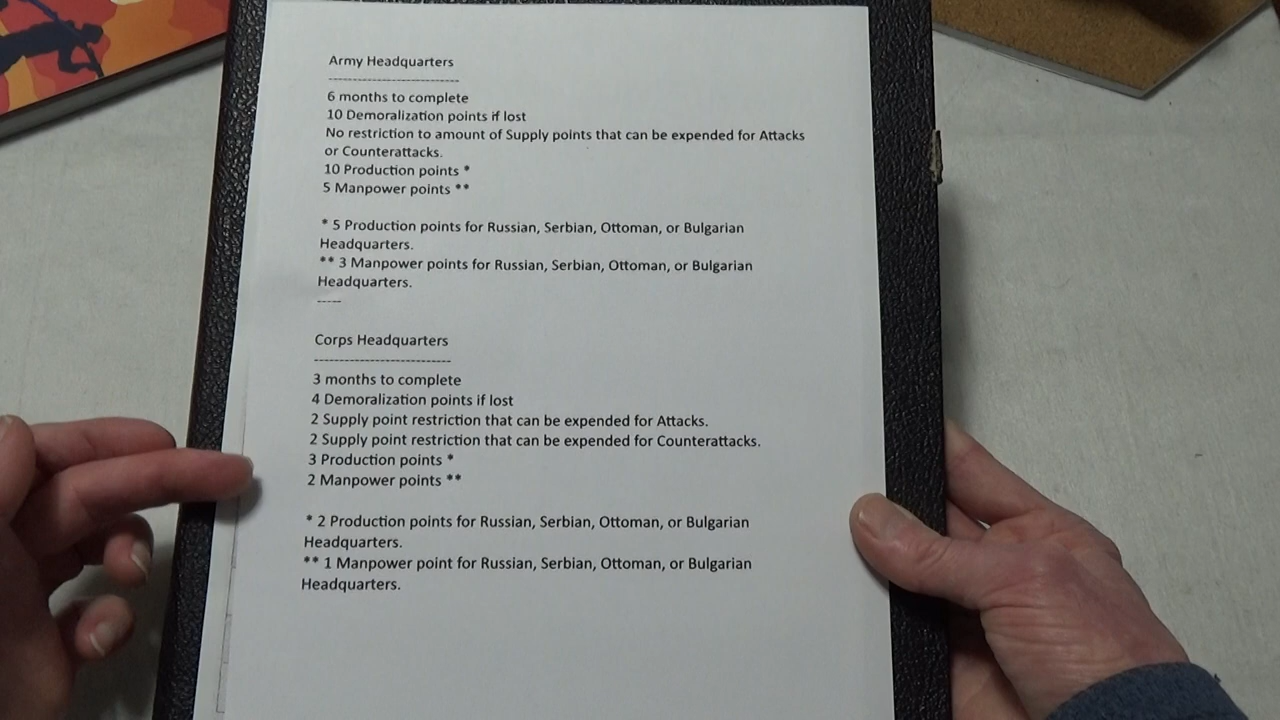 Army Headquarters
---------------------------
6 months to complete
10 Demoralization points if lost
No restriction to amount of Supply points that can be expended for Attacks
or Counterattacks.
10 Production points *
5 Manpower points **
* 5 Production points for Russian, Serbian, Ottoman, or Bulgarian
Headquarters.
** 3 Manpower points for Russian, Serbian, Ottoman, or Bulgarian
Headquarters.
-----
Corps Headquarters
----------------------------
3 months to complete
4 Demoralization points if lost
2 Supply point restriction that can be expended for Attacks.
2 Supply point restriction that can be expended for Counterattacks.
3 Production points *
2 Manpower points **
* 2 Production points for Russian, Serbian, Ottoman, or Bulgarian
Headquarters.
** 1 Manpower point for Russian, Serbian, Ottoman, or Bulgarian
Headquarters.